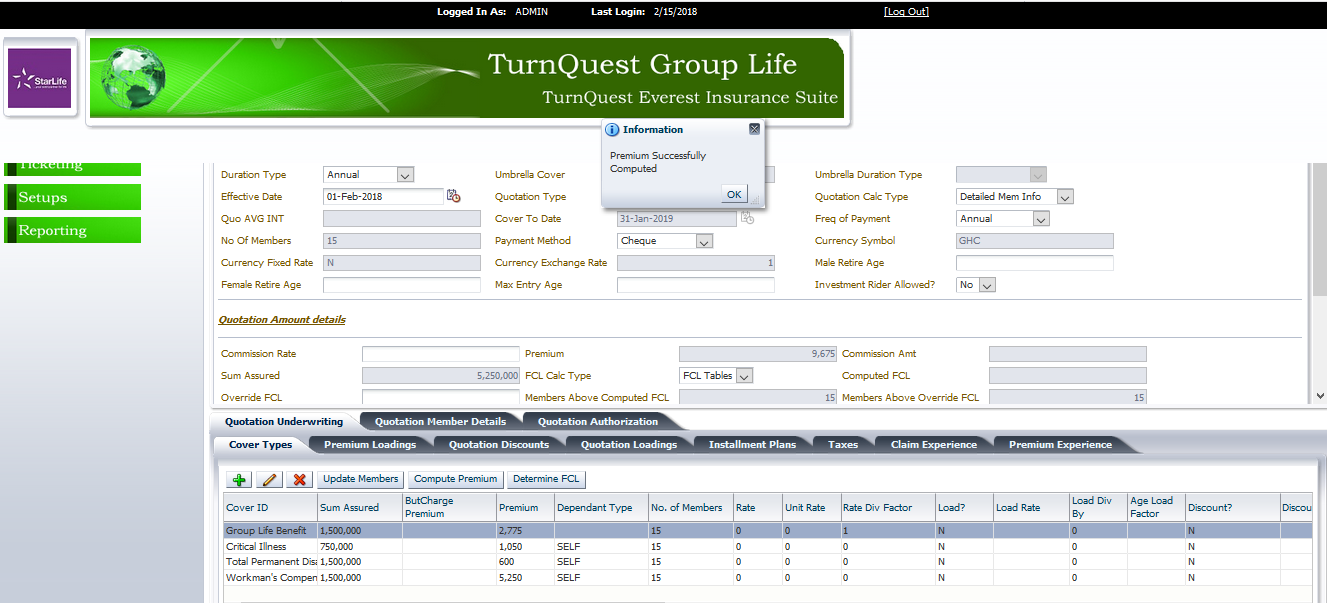 Logged In As: ADMIN Last Login: 2/15/2018 [Log Out]
StarLife
TurnQuest Group Life
TurnQuest Everest Insurance Suite
Information
Premium Successfully
Computed
OK
Ticketing
Setups
Reporting
Duration Type Annual Umbrella Cover Umbrella Duration Type
Effective Date 01-Feb-2018 Quotation Type Quotation Calc Type Detailed Mem Info
Quo AVG INT Cover To Date 31-Jan-2019 Freq of Payment Annual
No Of Members 15 Payment Method Cheque Currency Symbol GHC
Currency Fixed Rate N Currency Exchange Rate 1 Male Retire Age
Female Retire Age Max Entry Age Investment Rider Allowed? No
Quotation Amount details
Commission Rate Premium 9,675 Commission Amt
Sum Assured 5,250,000 FCL Calc Type FCL Tables Computed FCL
Override FCL Members Above Computed FCL 15 Members Above Override FCL 15
Quotation Underwriting Quotation Member Details Quotation Authorization
Cover Types Premium Loadings Quotation Discounts Quotation Loadings Installment Plans Taxes Claim Experience Premium Experience
Update Members Compute Premium Determine FCL
Cover ID Sum Assured ButCharge Premium Premium Dependant Type No. of Members Rate Unit Rate Rate Div Factor Load? Load Rate Load Div By Age Load Factor Discount? Discou
Group Life Benefit 1,500,000 2,775 15 0 0 1 N 0 N
Critical Illness 750,000 1,050 SELF 15 0 0 0 N 0 N
Total Permanent Disa 1,500,000 600 SELF 15 0 0 0 N 0 N
Workman's Compen 1,500,000 5,250 SELF 15 0 0 0 N 0 N